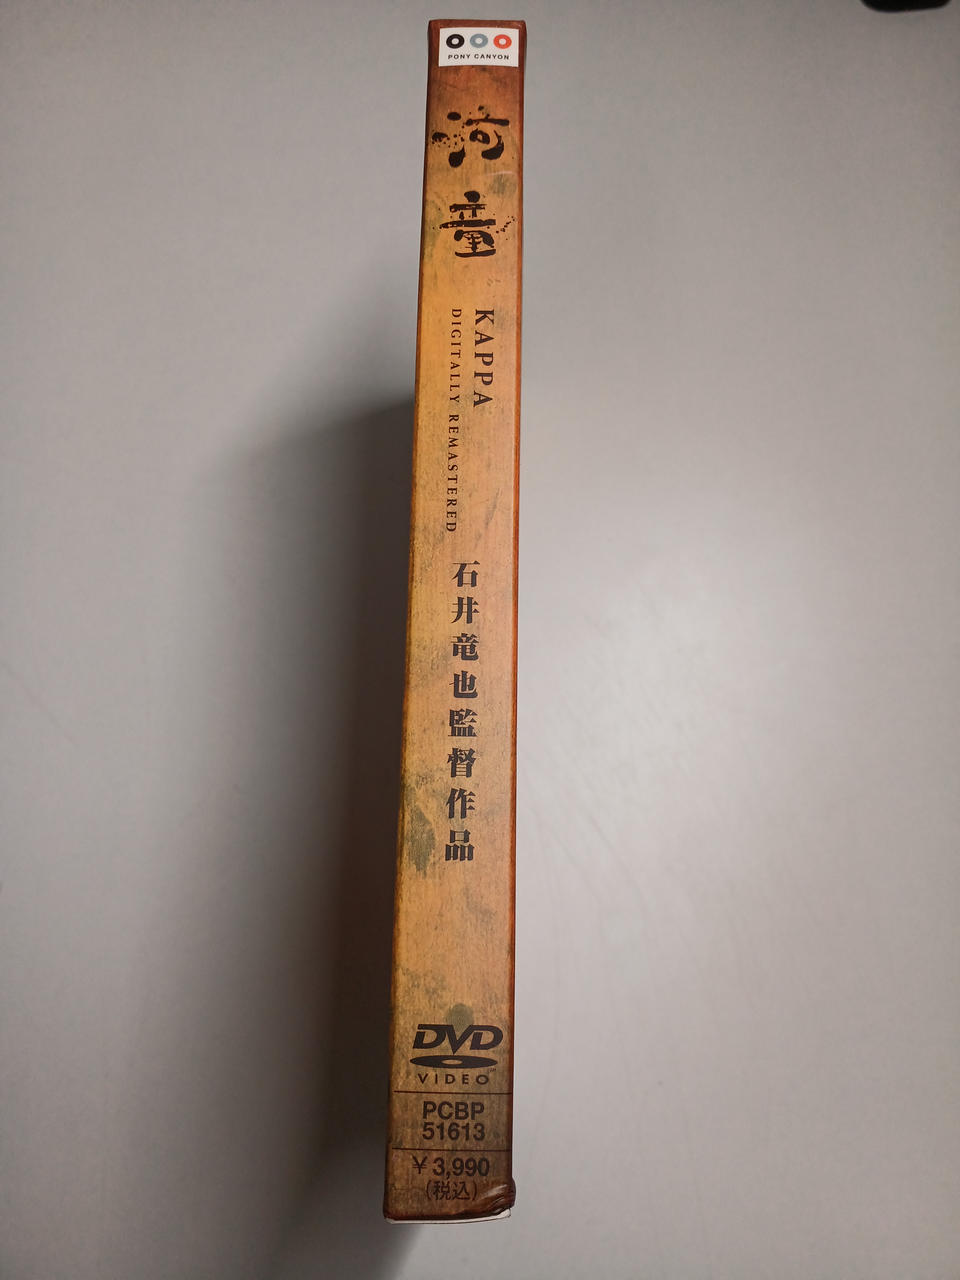 PONY CANYON
河童
KAPPA
DIGITALLY REMASTERED
石井竜也監督作品
DVD
VIDEO
PCBP
51613
¥3,990
(税込)